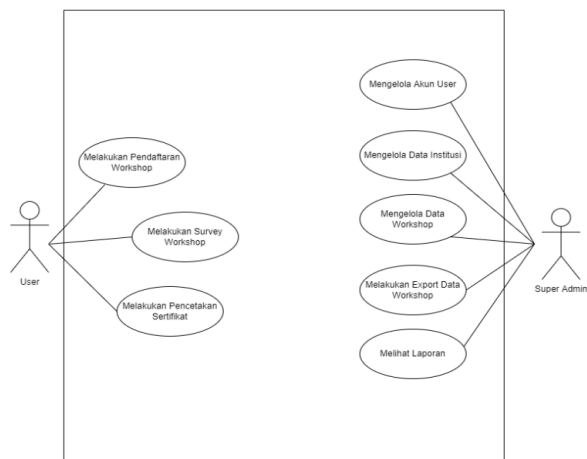 Mengelola Akun User
Melakukan Pendaftaran
Workshop
Mengelola Data Institusi
Mengelola Data
Workshop
Melakukan Survey
Workshop
User
Super Admin
Melakukan Export Data
Workshop
Melakukan Pencetakan
Sertifikat
Melihat Laporan